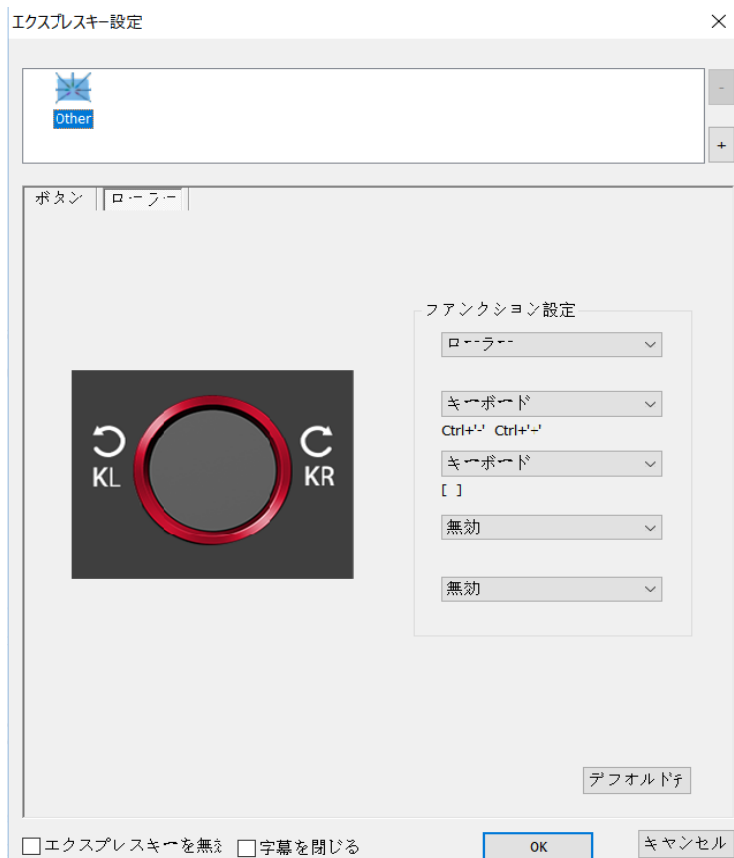 エクスプレスキー設定
Other
-
+
ボタン
ローラー
KL
KR
ファンクション設定
ローラー
キーボード
Ctrl+'-' Ctrl+'+'
キーボード
[ ]
無効
無効
デフオルド
エクスプレスキーを無
字幕を閉じる
OK
キャンセル